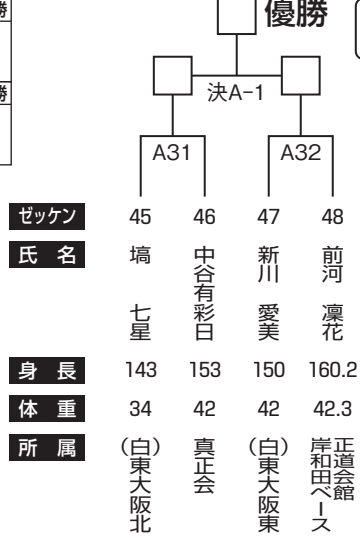 勝
優勝
勝
決A-1
A31 A32
ゼッケン 45 46 47 48
氏 名 塙 七星 中谷有彩日 新川 愛美 前河 凜花
身 長 143 153 150 160.2
体 重 34 42 42 42.3
所 属 (白)東大阪北 真正会 (白)東大阪東 正道会館 岸和田ベース